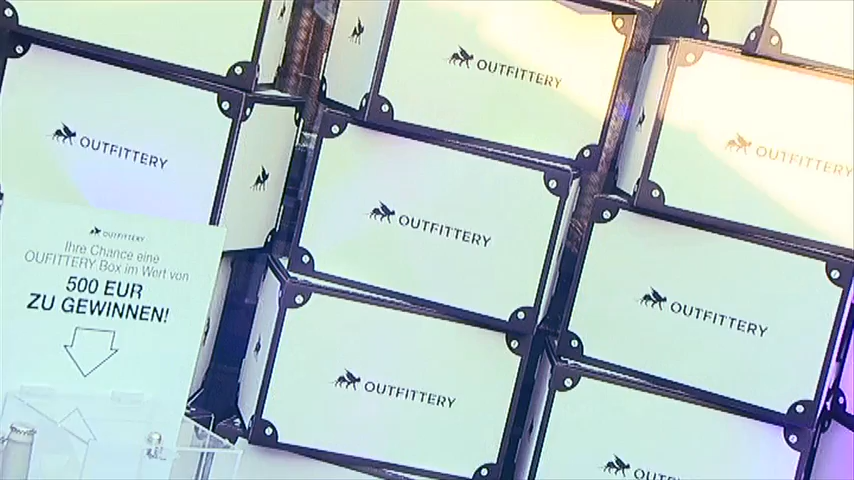 OUTFITTERY
OUTFITTERY
OUTFITTERY
OUTFITTERY
OUTFITTERY
OUTFITTERY
OUTFITTERY
OUTFI
OUTFITTERY
Ihre Chance eine
OUFITTERY Box im Wert von
500 EUR
ZU GEWINNEN!